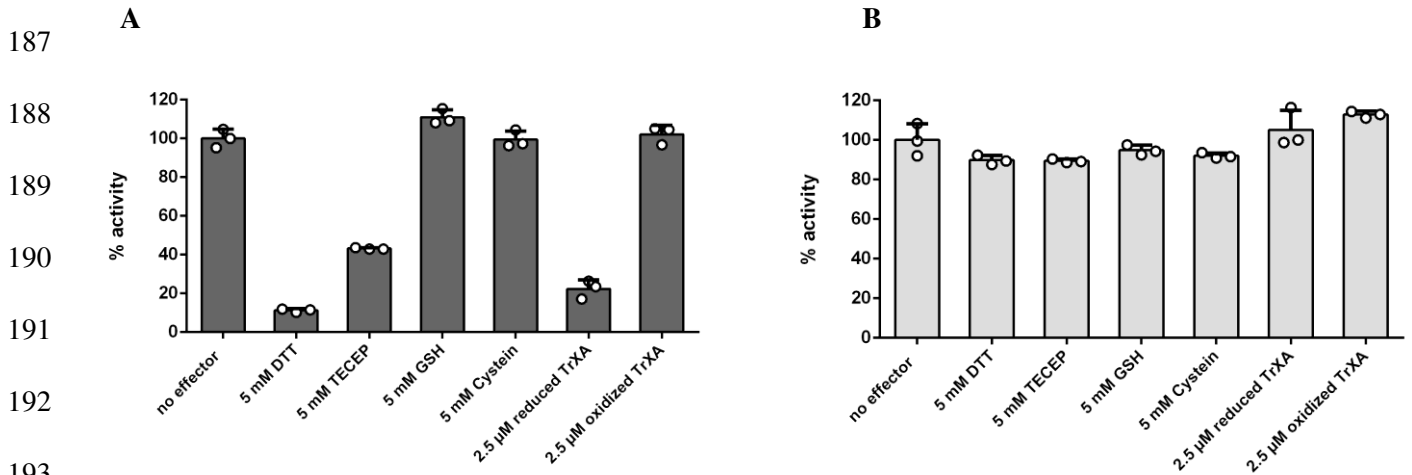 187
188
189
190
191
192
193
A
120
100
80
60
40
20
0
% activity
no effector
5 mM DTT
5 mM TECEP
5 mM GSH
5 mM Cystein
2.5 µM reduced TrXA
2.5 µM oxidized TrXA
B
120
100
80
60
40
20
0
% activity
no effector
5 mM DTT
5 mM TECEP
5 mM GSH
5 mM Cystein
2.5 µM reduced TrXA
2.5 µM oxidized TrXA